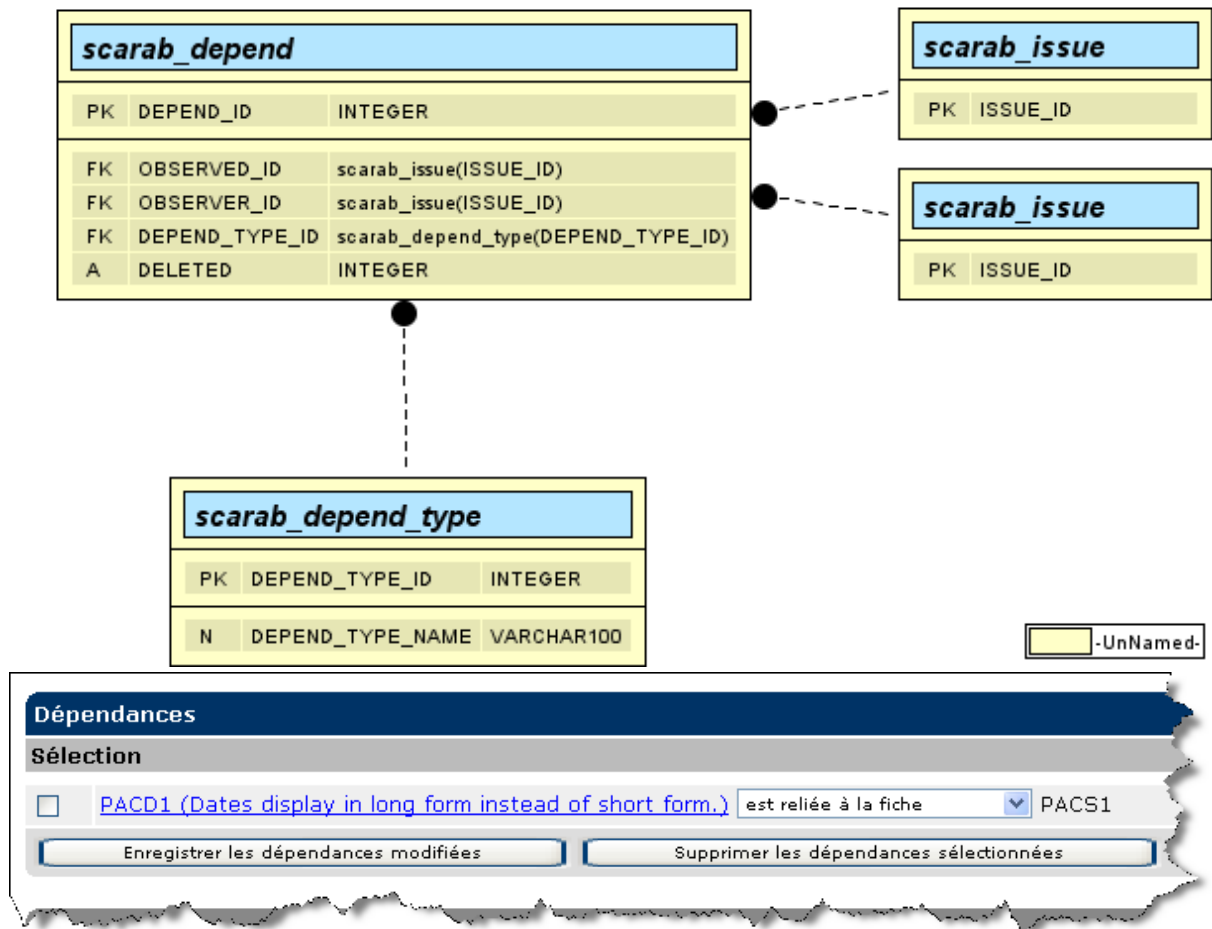 scarab_depend
PK DEPEND_ID INTEGER
FK OBSERVED_ID scarab_issue(ISSUE_ID)
FK OBSERVER_ID scarab_issue(ISSUE_ID)
FK DEPEND_TYPE_ID scarab_depend_type(DEPEND_TYPE_ID)
A DELETED INTEGER
scarab_issue
PK ISSUE_ID
scarab_issue
PK ISSUE_ID
scarab_depend_type
PK DEPEND_TYPE_ID INTEGER
N DEPEND_TYPE_NAME VARCHAR100
-UnNamed-
Dépendances
Sélection
PACD1 (Dates display in long form instead of short form.) est reliée à la fiche PACS1
Enregistrer les dépendances modifiées Supprimer les dépendances sélectionnées